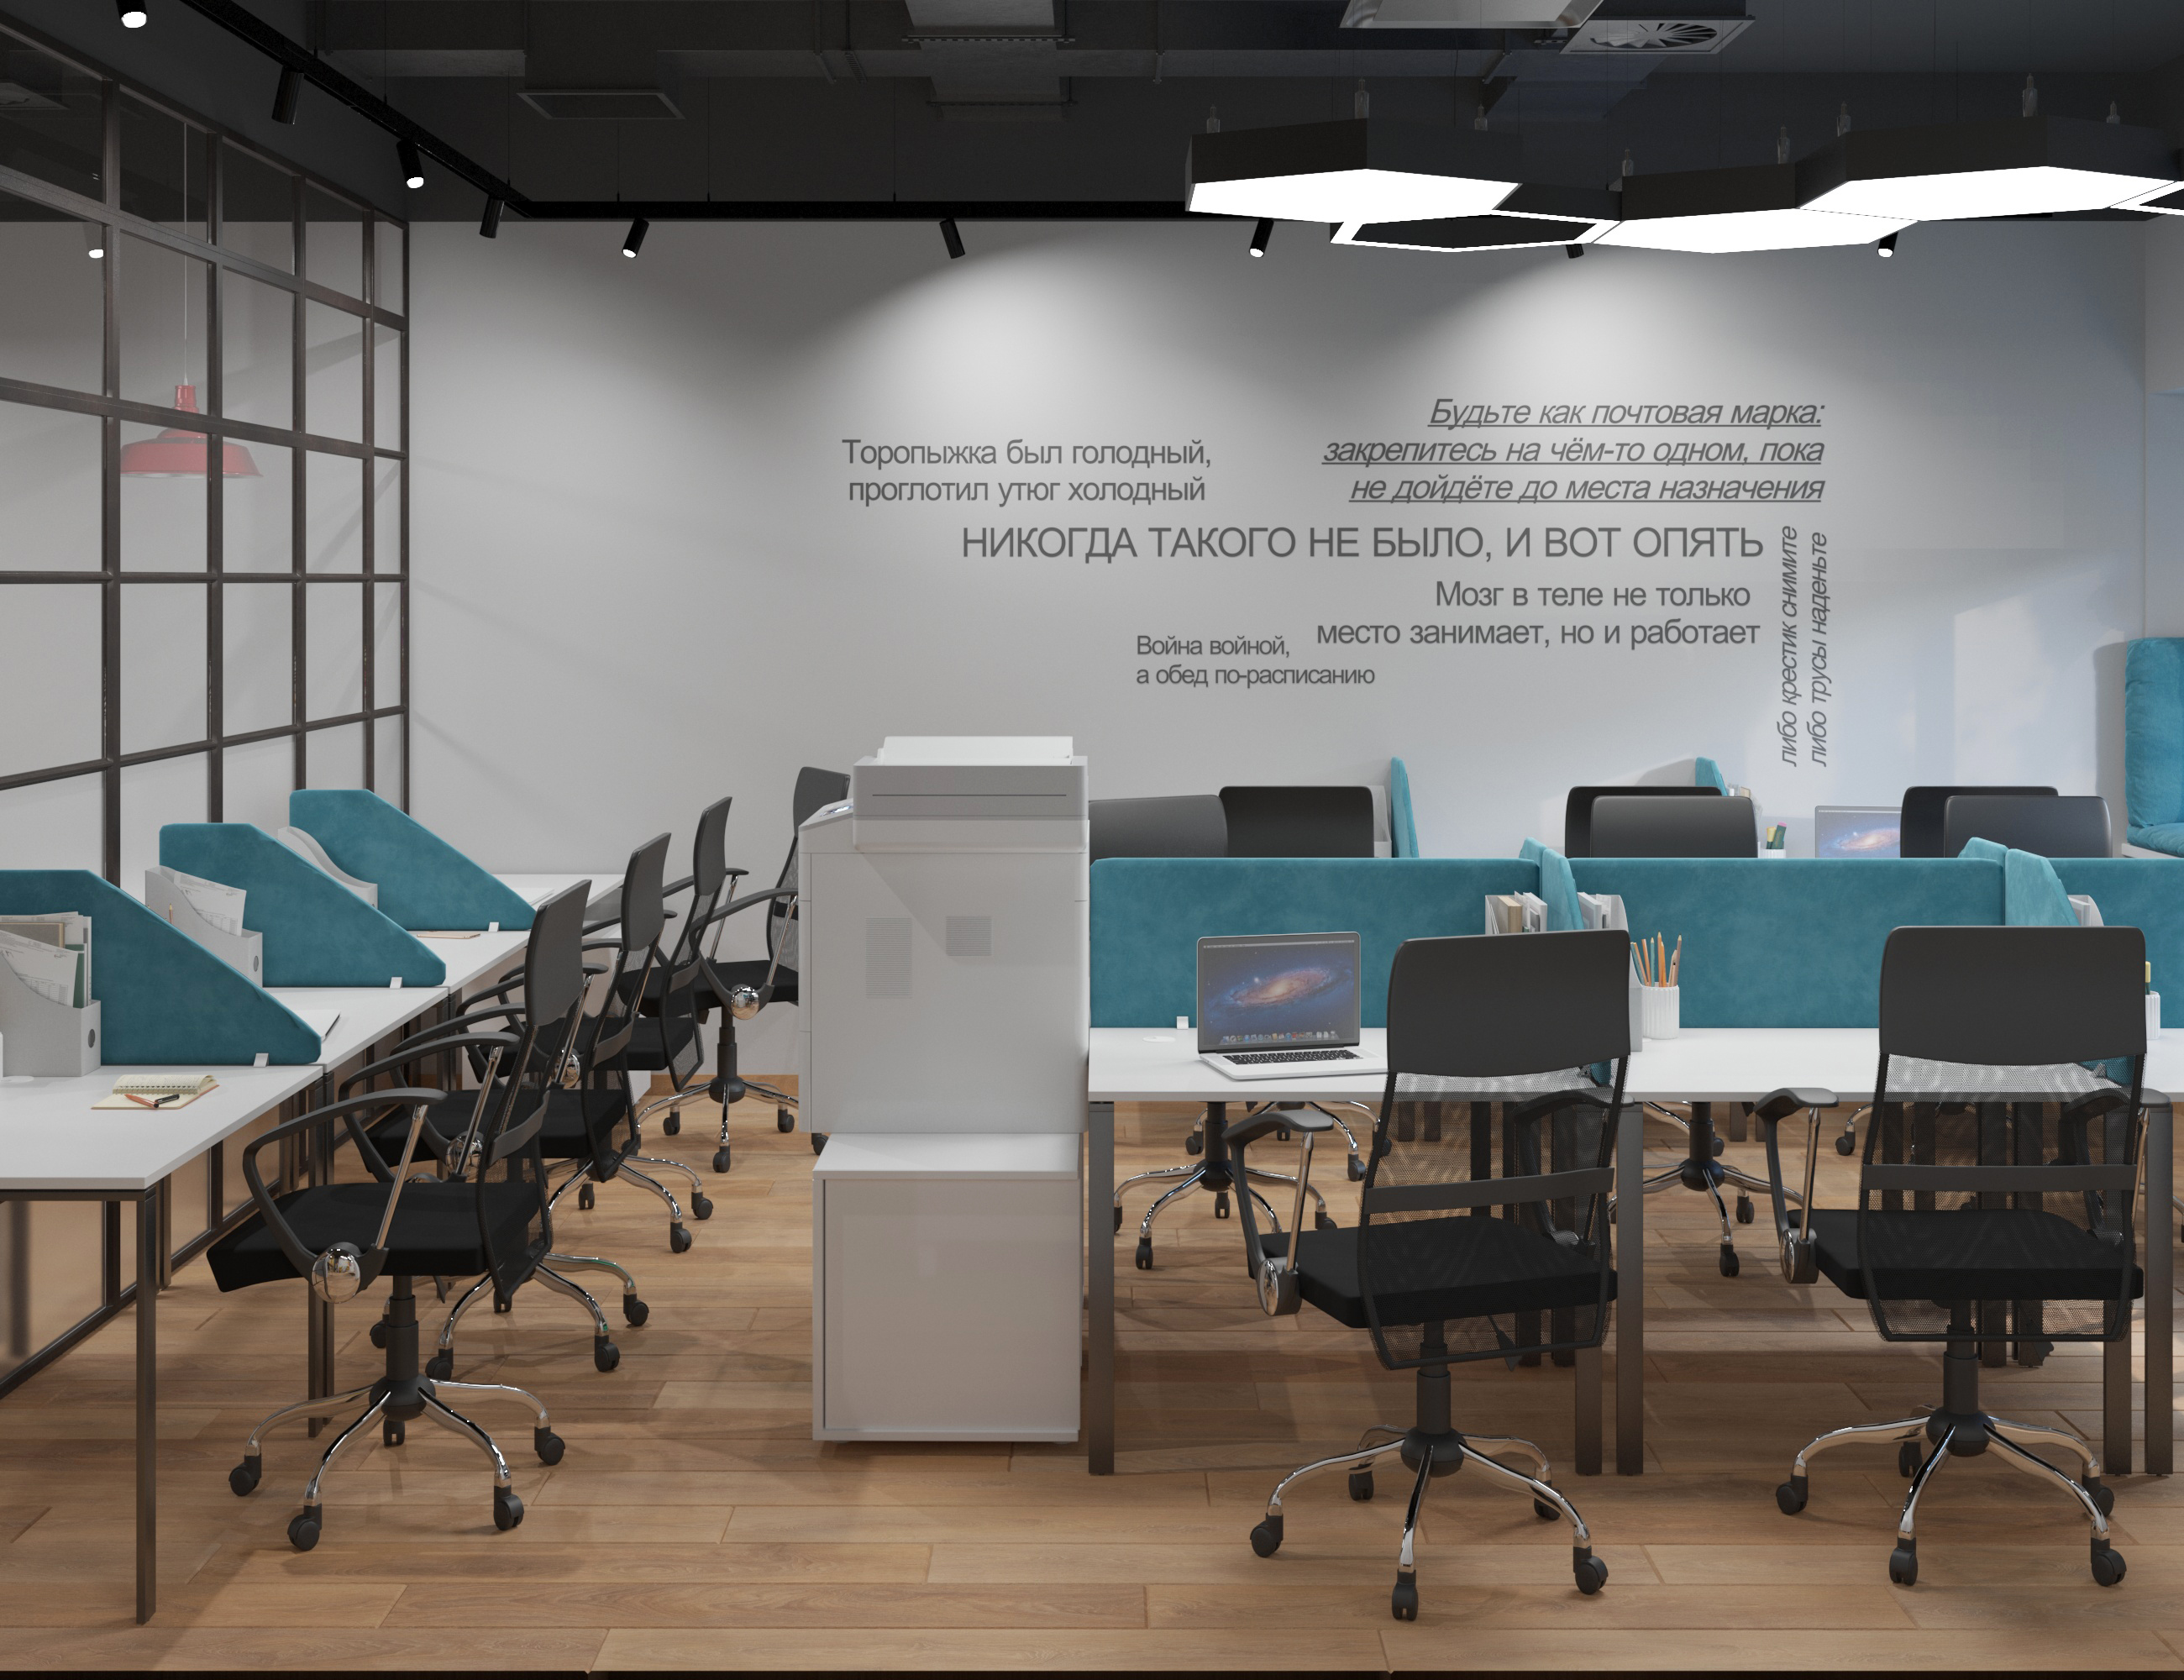 Будьте как почтовая марка:
закрепитесь на чём-то одном, пока
не дойдёте до места назначения
Торопыжка был голодный,
проглотил утюг холодный
НИКОГДА ТАКОГО НЕ БЫЛО, И ВОТ ОПЯТЬ
Мозг в теле не только
место занимает, но и работает
Война войной,
а обед по-расписанию
либо крестик снимите
либо трусы наденьте